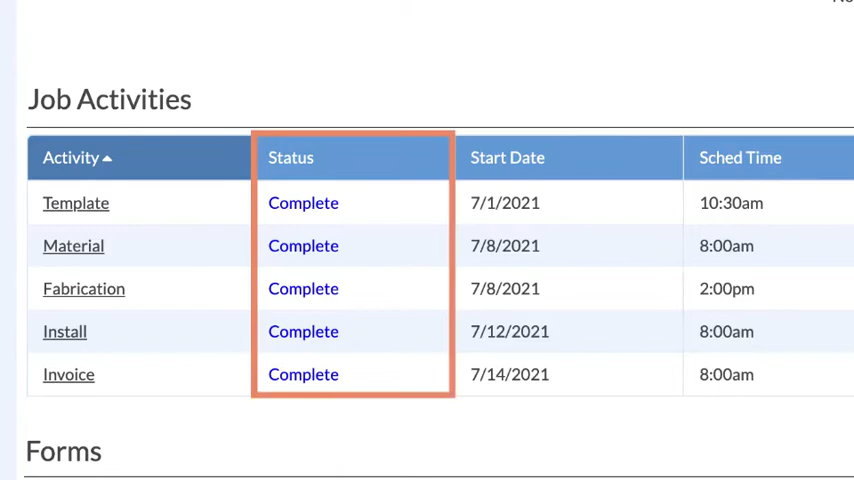 Job Activities
Activity Status Start Date Sched Time
Template Complete 7/1/2021 10:30am
Material Complete 7/8/2021 8:00am
Fabrication Complete 7/8/2021 2:00pm
Install Complete 7/12/2021 8:00am
Invoice Complete 7/14/2021 8:00am
Forms